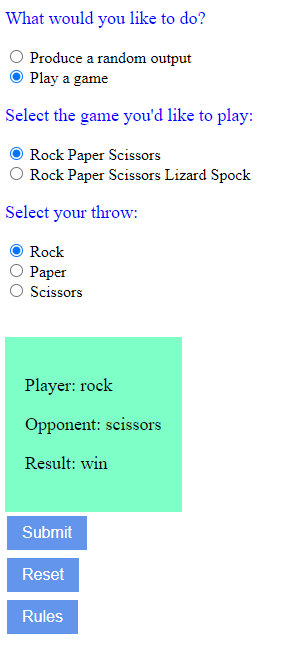 What would you like to do?
Produce a random output
Play a game
Select the game you'd like to play:
Rock Paper Scissors
Rock Paper Scissors Lizard Spock
Select your throw:
Rock
Paper
Scissors
Player: rock
Opponent: scissors
Result: win
Submit
Reset
Rules